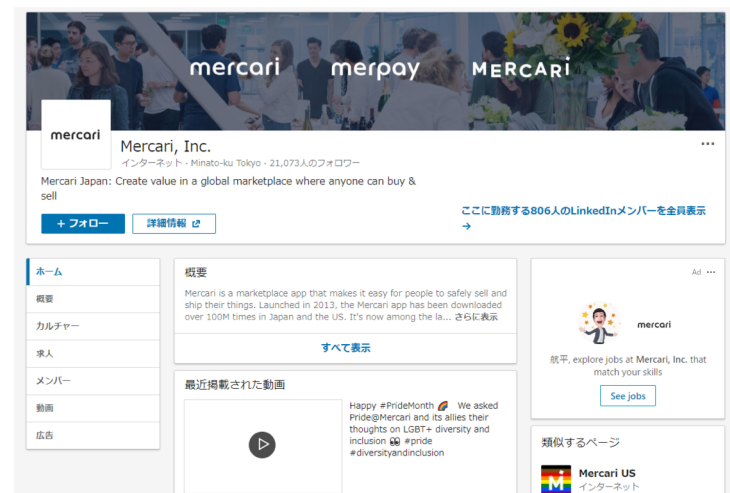 mercari merpay MERCARI
mercari
Mercari, Inc.
インターネット · Minato-ku Tokyo · 21,073人のフォロワー
Mercari Japan: Create value in a global marketplace where anyone can buy &
sell
+ フォロー
詳細情報
ここに勤務する806人のLinkedInメンバーを全員表示
→
ホーム
概要
カルチャー
求人
メンバー
動画
広告
概要
Mercari is a marketplace app that makes it easy for people to safely sell and
ship their things. Launched in 2013, the Mercari app has been downloaded
over 100M times in Japan and the US. It's now among the la... さらに表示
すべて表示
最近掲載された動画
Happy #PrideMonth 🌈 We asked
Pride@Mercari and its allies their
thoughts on LGBT+ diversity and
inclusion 👀 #pride
#diversityandinclusion
Ad
mercari
航平, explore jobs at Mercari, Inc. that
match your skills
See jobs
類似するページ
Mercari US
インターネット